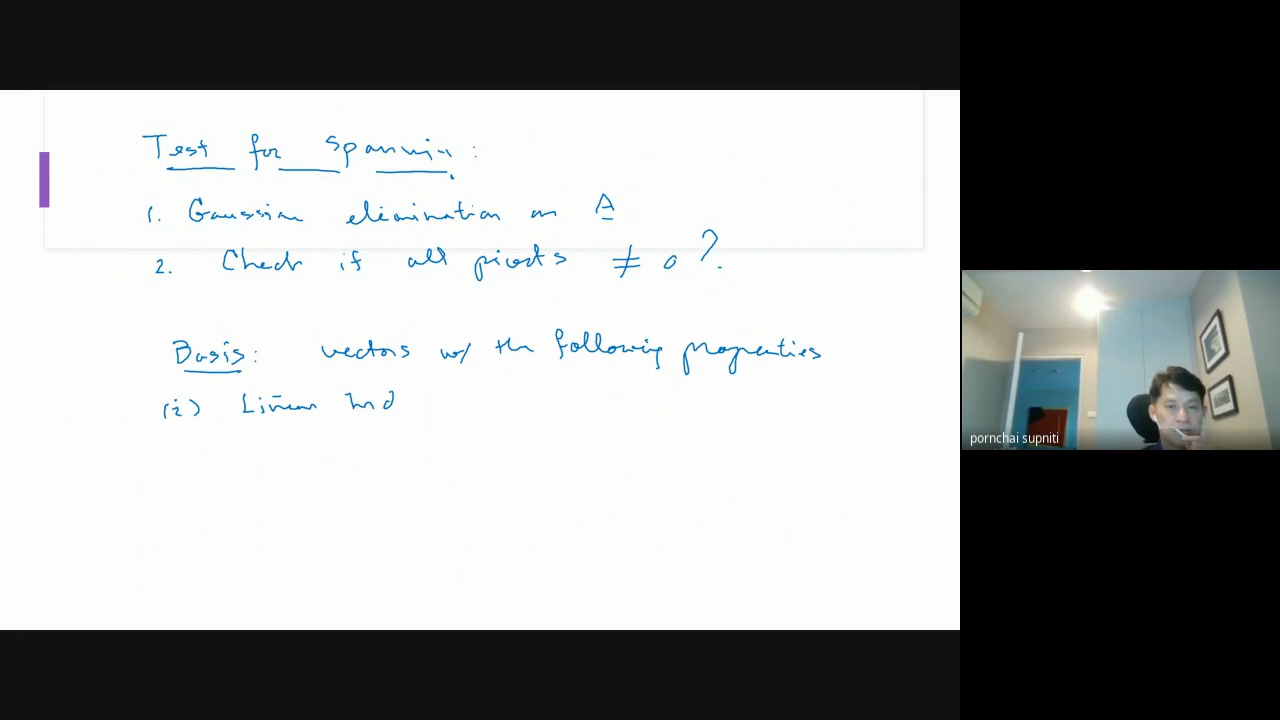 Test for spanning :
1. Gaussian elimination on A
2. Check if all pivots ≠ 0 ?
Basis: vectors w/ the following properties
(i) Linear Ind
pornchai supniti